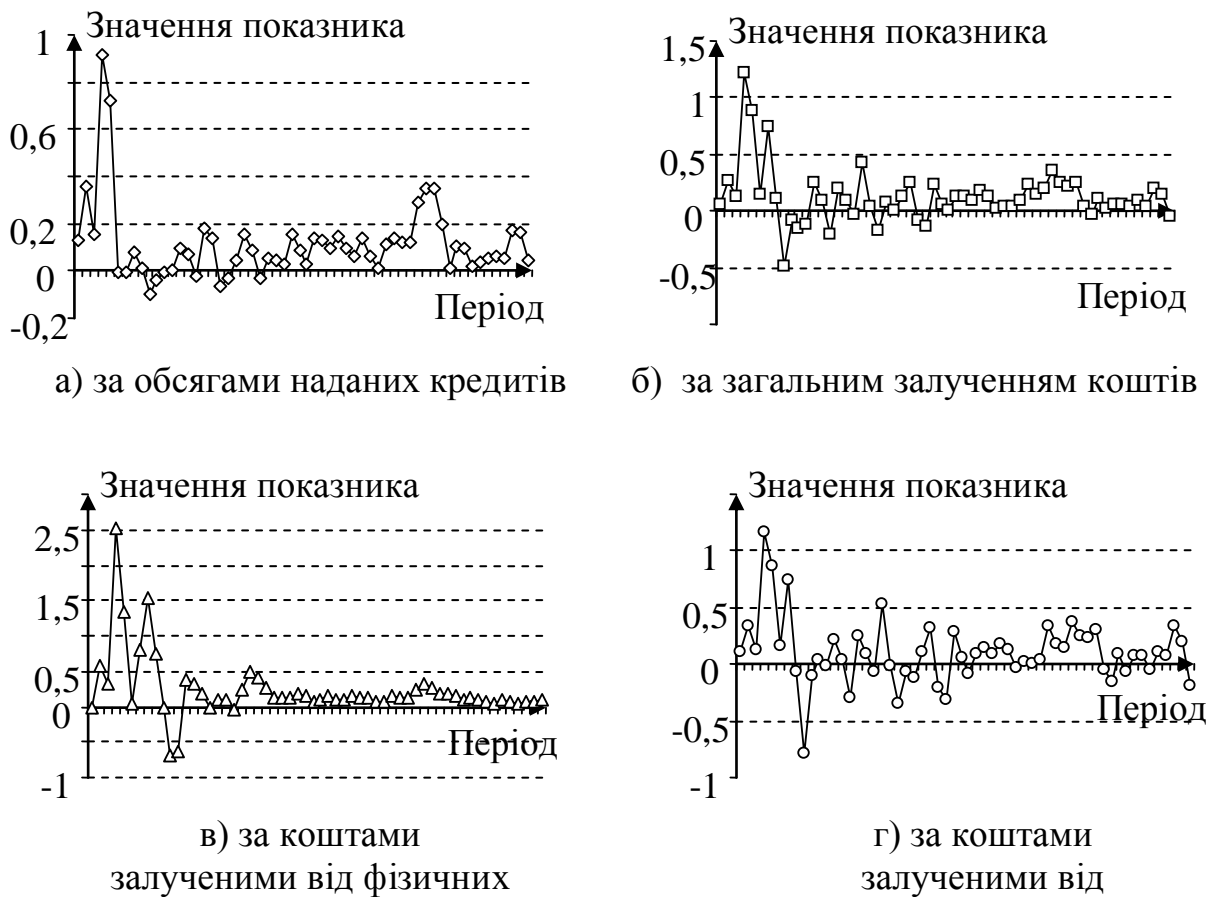 Значення показника
1
0,6
0,2
0
-0,2
Період
а) за обсягами наданих кредитів
Значення показника
1,5
1
0,5
0
-0,5
Період
б) за загальним залученням коштів
Значення показника
2,5
1,5
0,5
0
-1
Період
в) за коштами
залученими від фізичних
Значення показника
1
0,5
0
-0,5
-1
Період
г) за коштами
залученими від